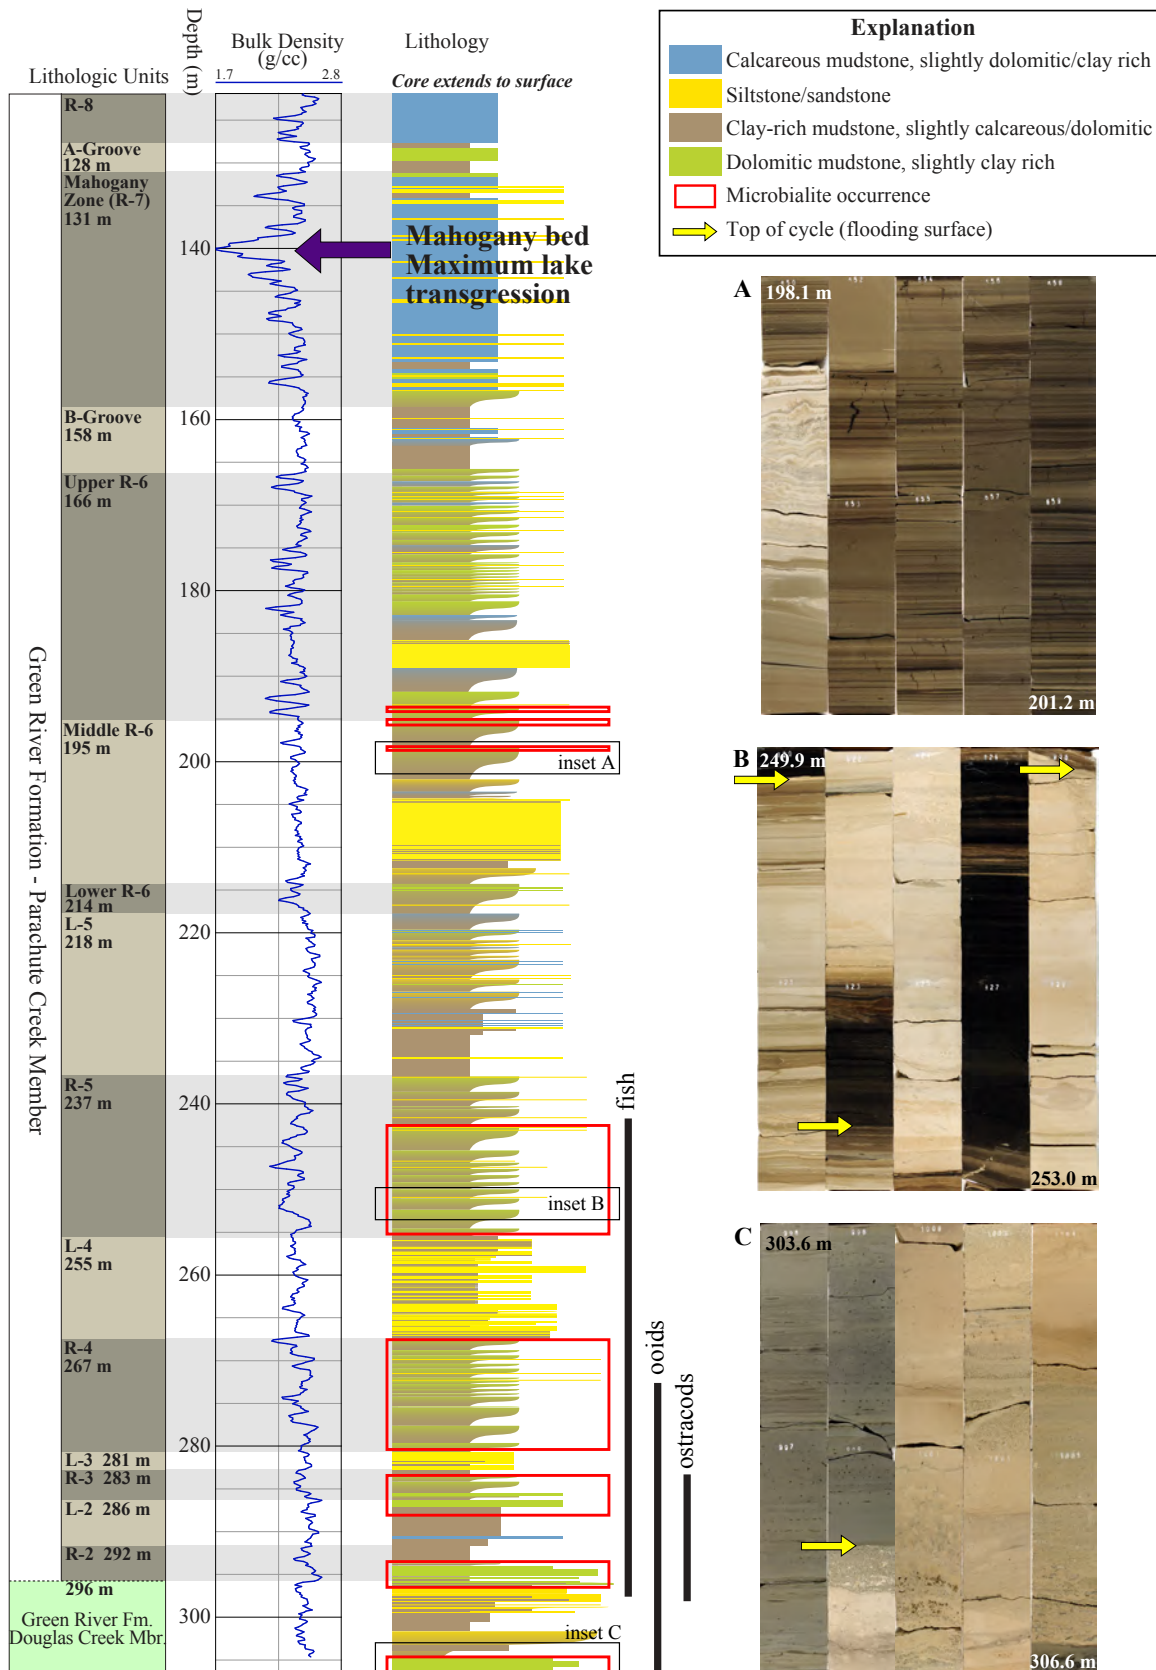 Lithologic Units
Depth (m)
Bulk Density
(g/cc)
1.7
2.8
Lithology
Core extends to surface
Explanation
Calcareous mudstone, slightly dolomitic/clay rich
Siltstone/sandstone
Clay-rich mudstone, slightly calcareous/dolomitic
Dolomitic mudstone, slightly clay rich
Microbialite occurrence
Top of cycle (flooding surface)
Green River Formation - Parachute Creek Member
R-8
A-Groove
128 m
Mahogany
Zone (R-7)
131 m
B-Groove
158 m
Upper R-6
166 m
Middle R-6
195 m
Lower R-6
214 m
L-5
218 m
R-5
237 m
L-4
255 m
R-4
267 m
L-3 281 m
R-3 283 m
L-2 286 m
R-2 292 m
296 m
Green River Fm.
Douglas Creek Mbr.
140
160
180
200
220
240
260
280
300
Mahogany bed
Maximum lake
transgression
inset A
inset B
inset C
fish
ooids
ostracods
A
198.1 m
201.2 m
B
249.9 m
253.0 m
C
303.6 m
306.6 m